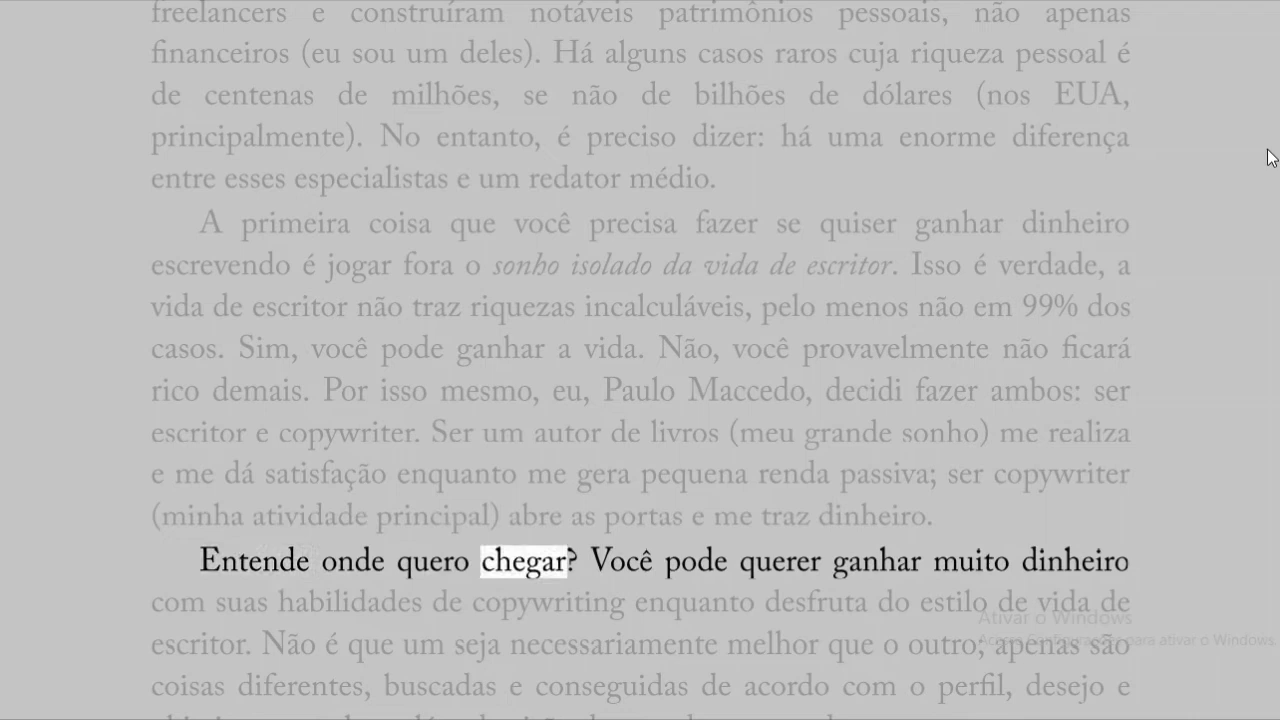 freelancers e construíram notáveis patrimônios pessoais, não apenas
financeiros (eu sou um deles). Há alguns casos raros cuja riqueza pessoal é
de centenas de milhões, se não de bilhões de dólares (nos EUA,
principalmente). No entanto, é preciso dizer: há uma enorme diferença
entre esses especialistas e um redator médio.
A primeira coisa que você precisa fazer se quiser ganhar dinheiro
escrevendo é jogar fora o sonho isolado da vida de escritor. Isso é verdade, a
vida de escritor não traz riquezas incalculáveis, pelo menos não em 99% dos
casos. Sim, você pode ganhar a vida. Não, você provavelmente não ficará
rico demais. Por isso mesmo, eu, Paulo Maccedo, decidi fazer ambos: ser
escritor e copywriter. Ser um autor de livros (meu grande sonho) me realiza
e me dá satisfação enquanto me gera pequena renda passiva; ser copywriter
(minha atividade principal) abre as portas e me traz dinheiro.
Entende onde quero chegar? Você pode querer ganhar muito dinheiro
com suas habilidades de copywriting enquanto desfruta do estilo de vida de
escritor. Não é que um seja necessariamente melhor que o outro; apenas são
coisas diferentes, buscadas e conseguidas de acordo com o perfil, desejo e
Ativar o Windows
Acesse Configurações para ativar o Windows.